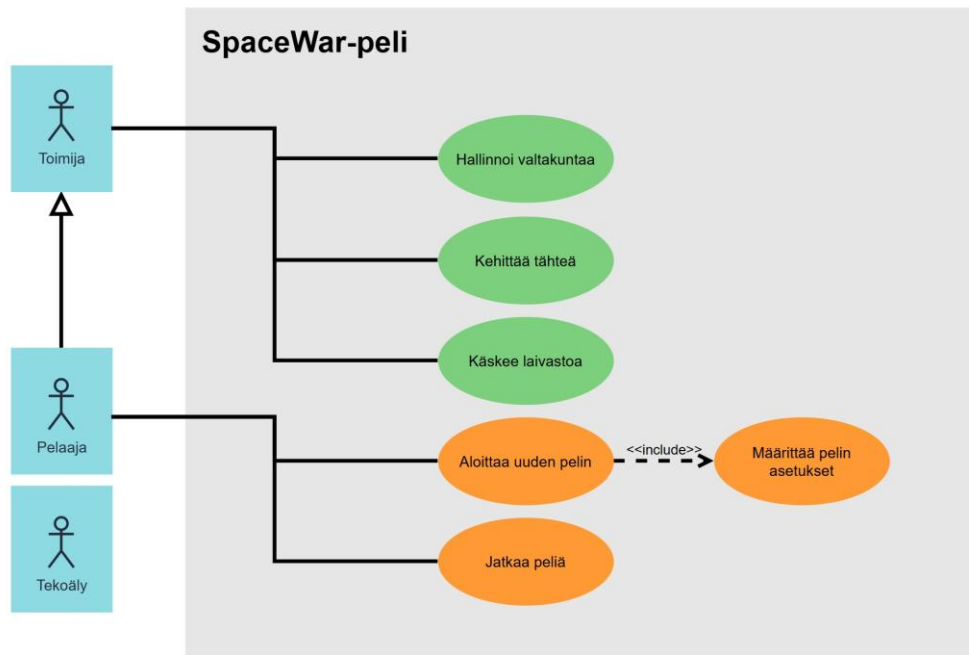 SpaceWar-peli
Toimija
Hallinnoi valtakuntaa
Kehittää tähteä
Käskee laivastoa
Pelaaja
Aloittaa uuden pelin
<<include>>
Määrittää pelin
asetukset
Tekoäly
Jatkaa peliä